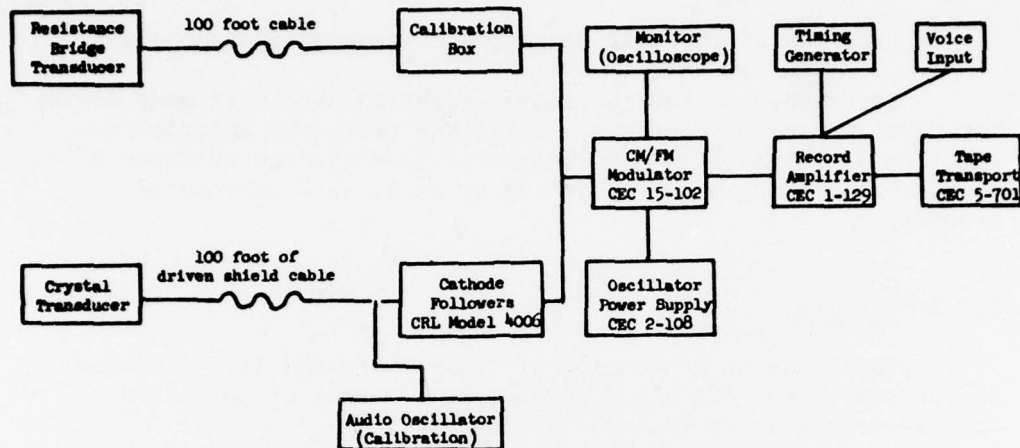 Resistance
Bridge
Transducer
100 foot cable
Calibration
Box
Monitor
(Oscilloscope)
Timing
Generator
Voice
Input
CM/FM
Modulator
CEC 15-102
Record
Amplifier
CEC 1-129
Tape
Transport
CEC 5-701
Crystal
Transducer
100 foot of
driven shield cable
Cathode
Followers
CRL Model 4006
Oscillator
Power Supply
CEC 2-108
Audio Oscillator
(Calibration)